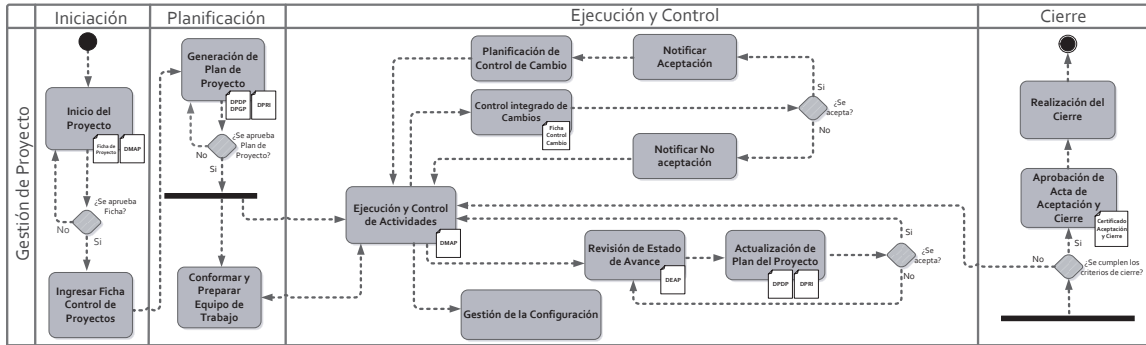 Iniciación
Planificación
Ejecución y Control
Cierre
Gestión de Proyecto
Inicio del
Proyecto
Ficha de
Proyecto
DMAP
¿Se aprueba
Ficha?
No
Si
Ingresar Ficha
Control de
Proyectos
Generación de
Plan de
Proyecto
DPDP
DPGP
DPRI
¿Se aprueba
Plan de
Proyecto?
No
Si
Conformar y
Preparar
Equipo de
Trabajo
Planificación de
Control de Cambio
Notificar
Aceptación
Control integrado de
Cambios
Ficha
Control
Cambio
Si
¿Se
acepta?
No
Notificar No
aceptación
Ejecución y Control
de Actividades
DMAP
Revisión de Estado
de Avance
DEAP
Actualización de
Plan del Proyecto
DPDP
DPRI
Si
¿Se
acepta?
No
Gestión de la Configuración
Realización del
Cierre
Aprobación de
Acta de
Aceptación y
Cierre
Certificado
Aceptación
y Cierre
Si
No
¿Se cumplen los
criterios de cierre?